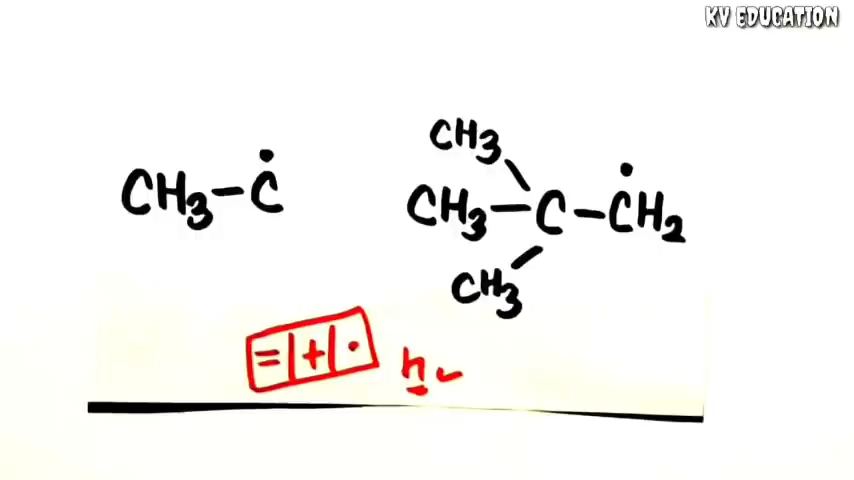 KV EDUCATION
CH3
CH3-Ċ CH3-C-ĊH2
CH3
=|+|• h